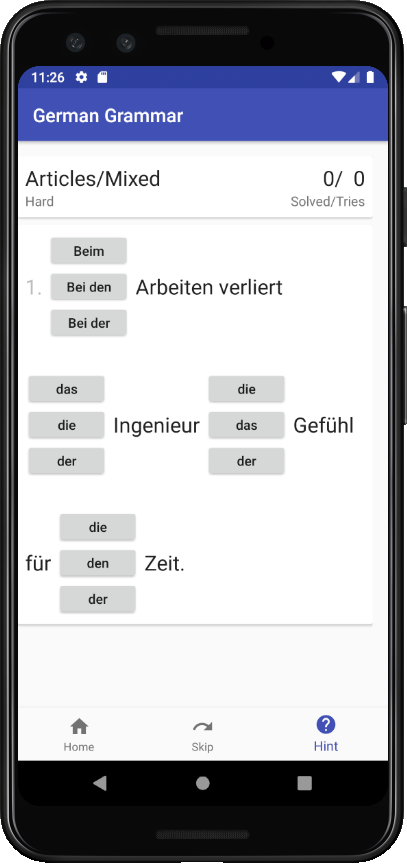 11:26
German Grammar
Articles/Mixed 0/ 0
Hard Solved/Tries
Beim
1. Bei den Arbeiten verliert
Bei der
das die
die Ingenieur das Gefühl
der der
die
für den Zeit.
der
Home Skip Hint